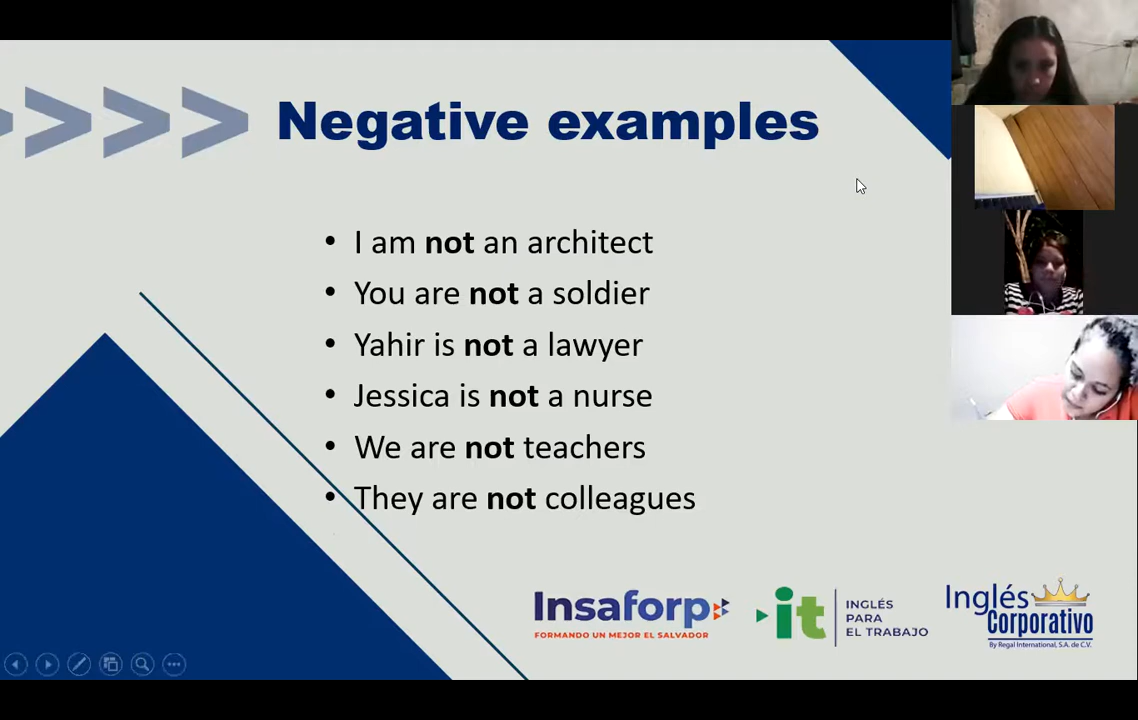 Negative examples
• I am not an architect
• You are not a soldier
• Yahir is not a lawyer
• Jessica is not a nurse
• We are not teachers
• They are not colleagues
Insaforp
FORMANDO UN MEJOR EL SALVADOR
it
INGLÉS
PARA
EL TRABAJO
Inglés
Corporativo
By Regal International, S.A. de C.V.